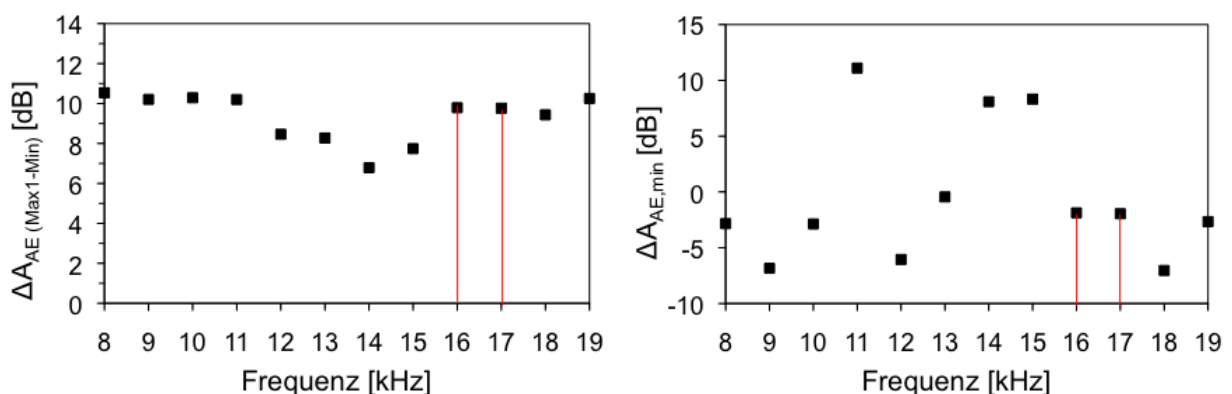 14
12
10
8
6
4
2
0
ΔA_AE (Max1-Min) [dB]
8 9 10 11 12 13 14 15 16 17 18 19
Frequenz [kHz]
15
10
5
0
-5
-10
ΔA_AE,min [dB]
8 9 10 11 12 13 14 15 16 17 18 19
Frequenz [kHz]